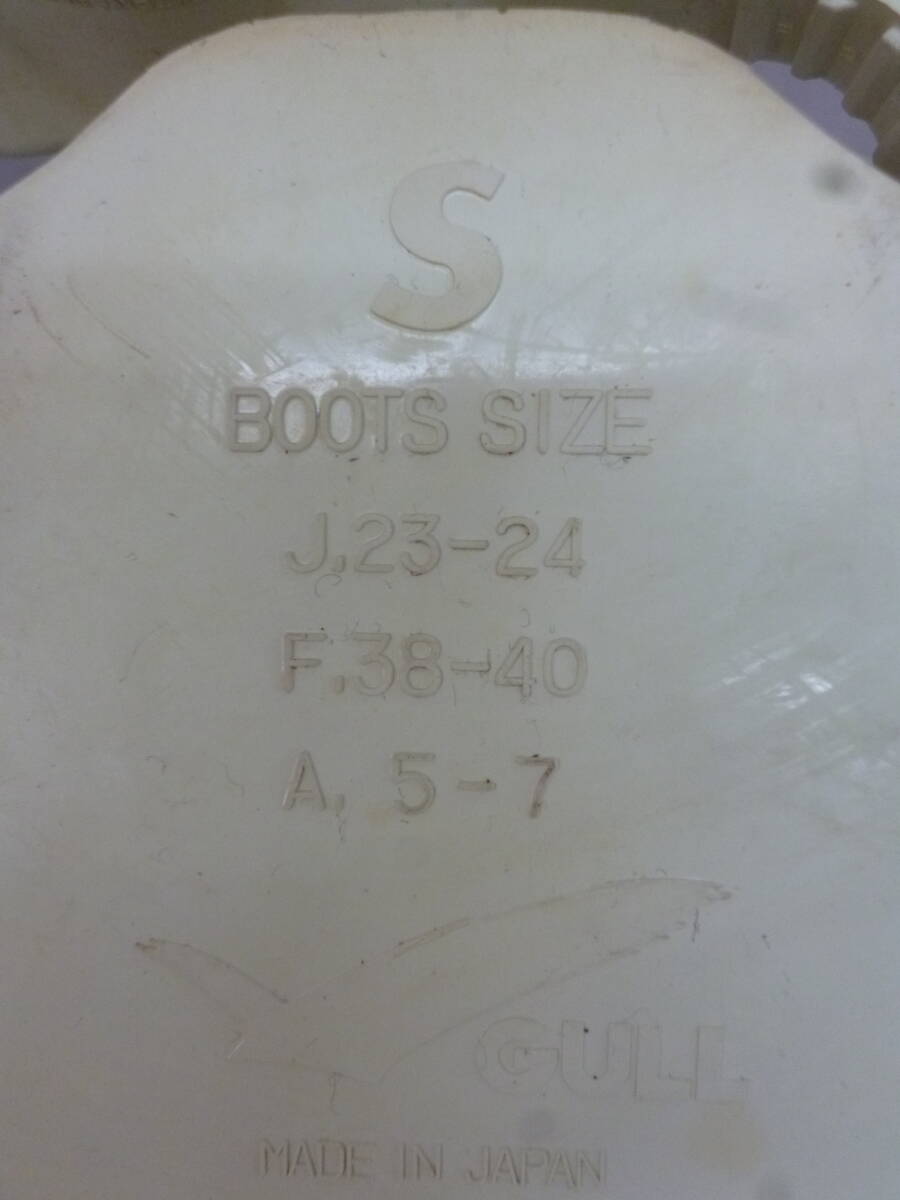 S
BOOTS SIZE
J.23-24
F.38-40
A. 5-7
GULL
MADE IN JAPAN